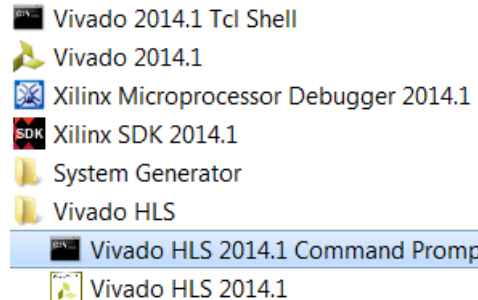 Vivado 2014.1 Tcl Shell
Vivado 2014.1
Xilinx Microprocessor Debugger 2014.1
SDK Xilinx SDK 2014.1
System Generator
Vivado HLS
Vivado HLS 2014.1 Command Promp
Vivado HLS 2014.1